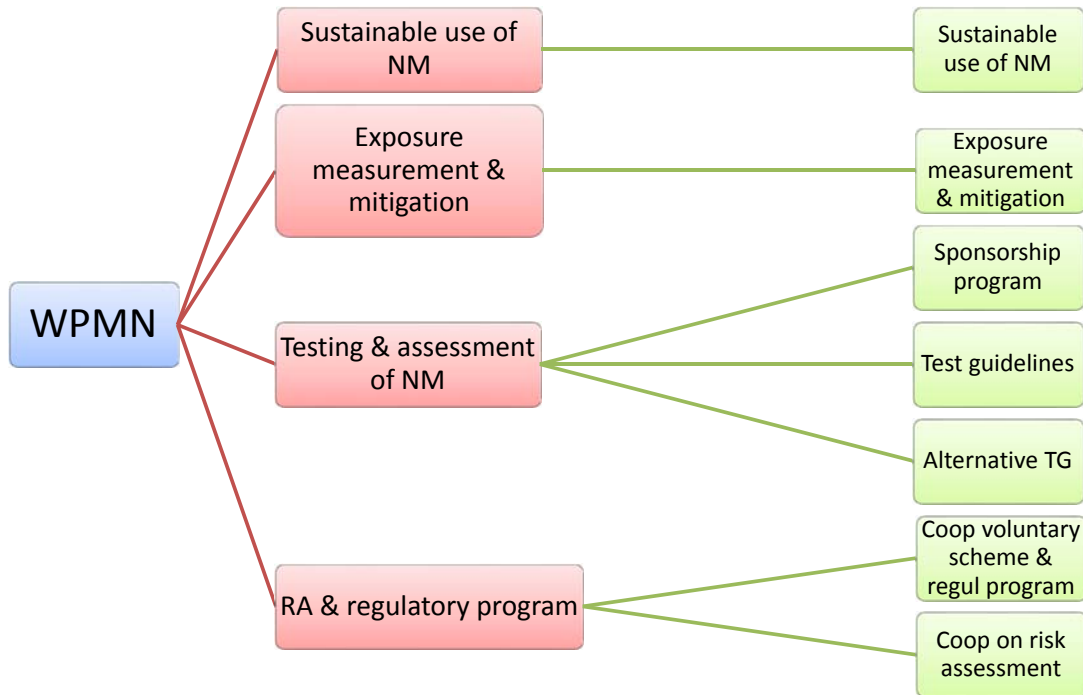 Sustainable use of
NM
Sustainable
use of NM
Exposure
measurement &
mitigation
Exposure
measurement
& mitigation
WPMN
Testing & assessment
of NM
Sponsorship
program
Test guidelines
Alternative TG
RA & regulatory program
Coop voluntary
scheme &
regul program
Coop on risk
assessment